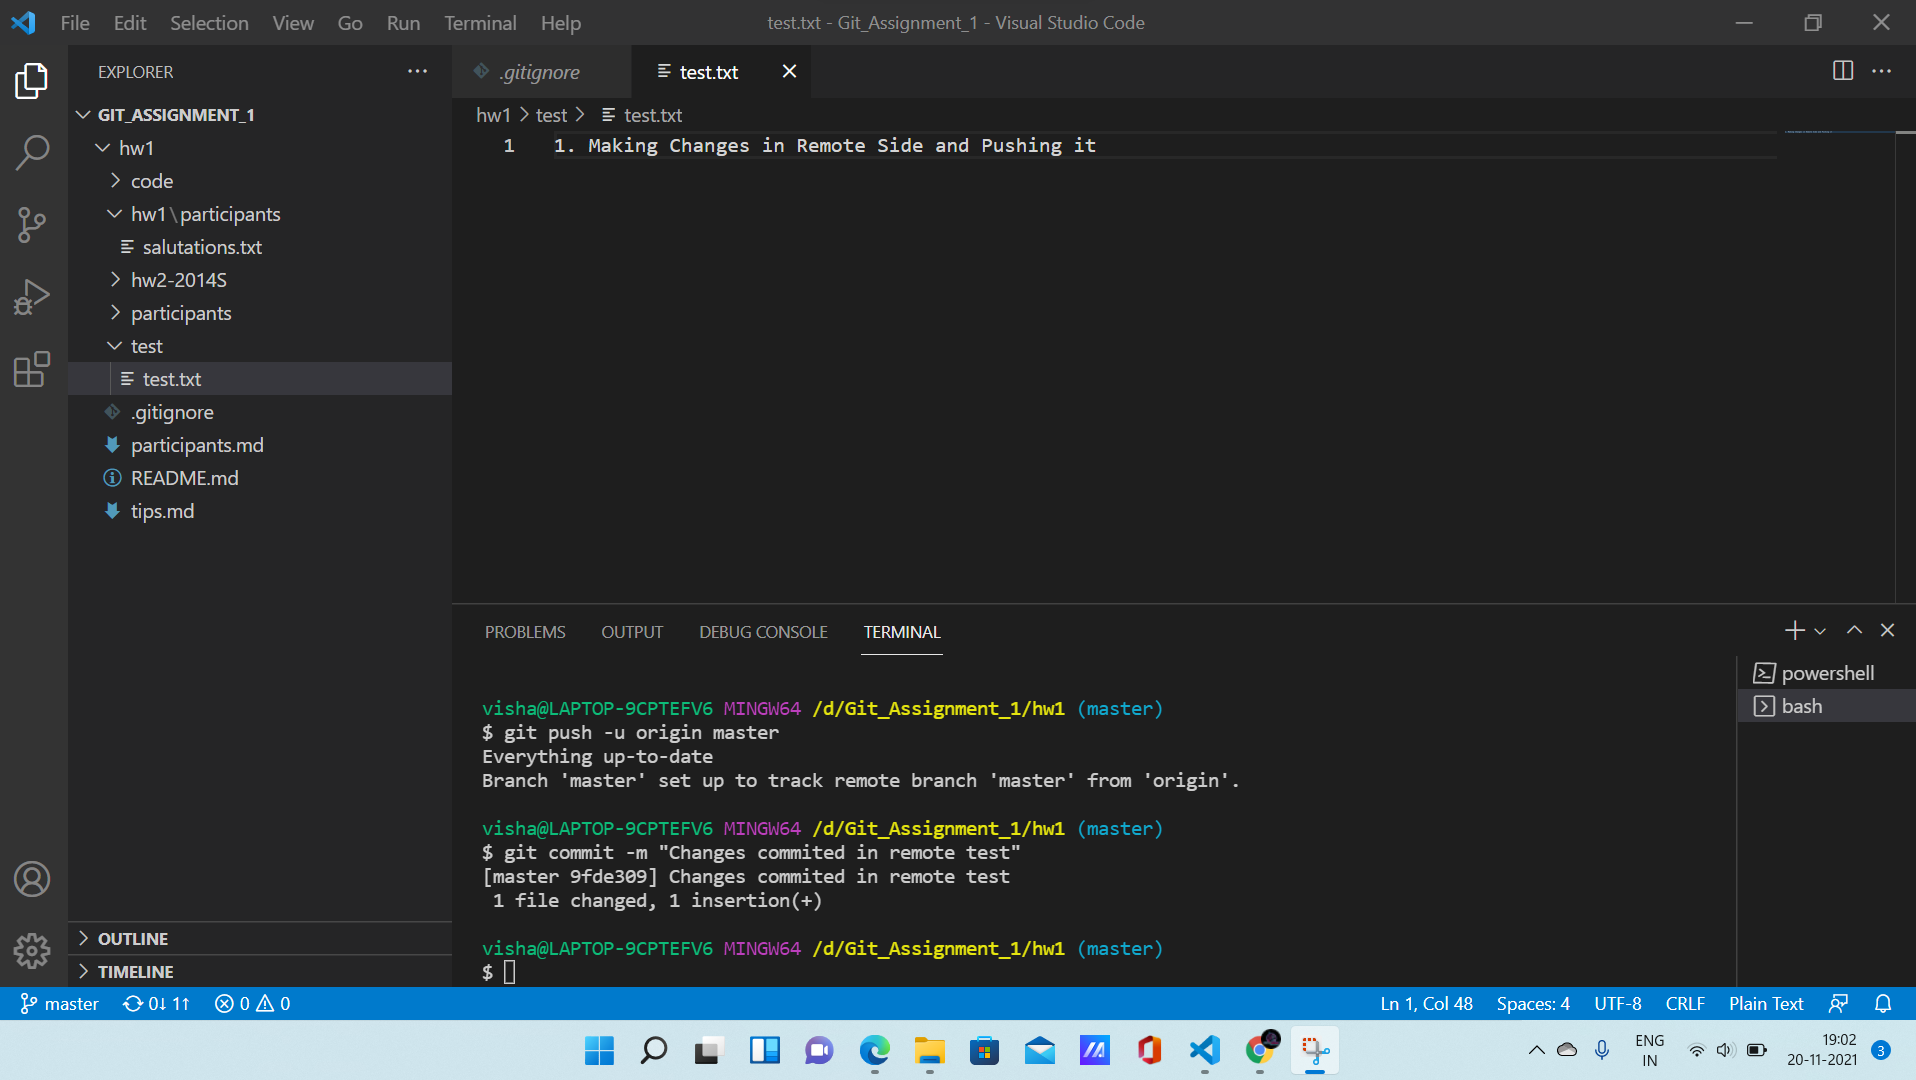 File Edit Selection View Go Run Terminal Help
test.txt - Git_Assignment_1 - Visual Studio Code
EXPLORER
GIT_ASSIGNMENT_1
hw1
code
hw1\participants
salutations.txt
hw2-2014S
participants
test
test.txt
.gitignore
participants.md
README.md
tips.md
OUTLINE
TIMELINE
.gitignore
test.txt
hw1 > test > test.txt
1 1. Making Changes in Remote Side and Pushing it
PROBLEMS OUTPUT DEBUG CONSOLE TERMINAL
visha@LAPTOP-9CPTEFV6 MINGW64 /d/Git_Assignment_1/hw1 (master)
$ git push -u origin master
Everything up-to-date
Branch 'master' set up to track remote branch 'master' from 'origin'.
visha@LAPTOP-9CPTEFV6 MINGW64 /d/Git_Assignment_1/hw1 (master)
$ git commit -m "Changes commited in remote test"
[master 9fde309] Changes commited in remote test
1 file changed, 1 insertion(+)
visha@LAPTOP-9CPTEFV6 MINGW64 /d/Git_Assignment_1/hw1 (master)
$
powershell
bash
master 0↓ 1↑ 0 0
Ln 1, Col 48 Spaces: 4 UTF-8 CRLF Plain Text
ENG
IN
19:02
20-11-2021
3